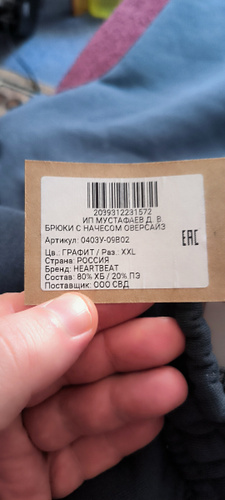 2039312231572
ИП МУСТАФАЕВ Д. В
БРЮКИ С НАЧЕСОМ ОВЕРСАЙЗ
Артикул: 0403У-09В02
EAC
Цв.: ГРАФИТ / Раз.: XXL
Страна: РОССИЯ
Бренд: HEARTBEAT
Состав: 80% ХБ / 20% ПЭ
Поставщик: ООО СВД